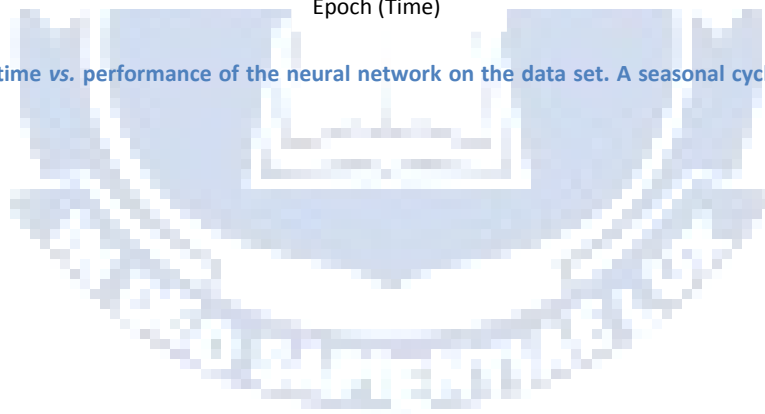 Epoch (Time)
time vs. performance of the neural network on the data set. A seasonal cycl